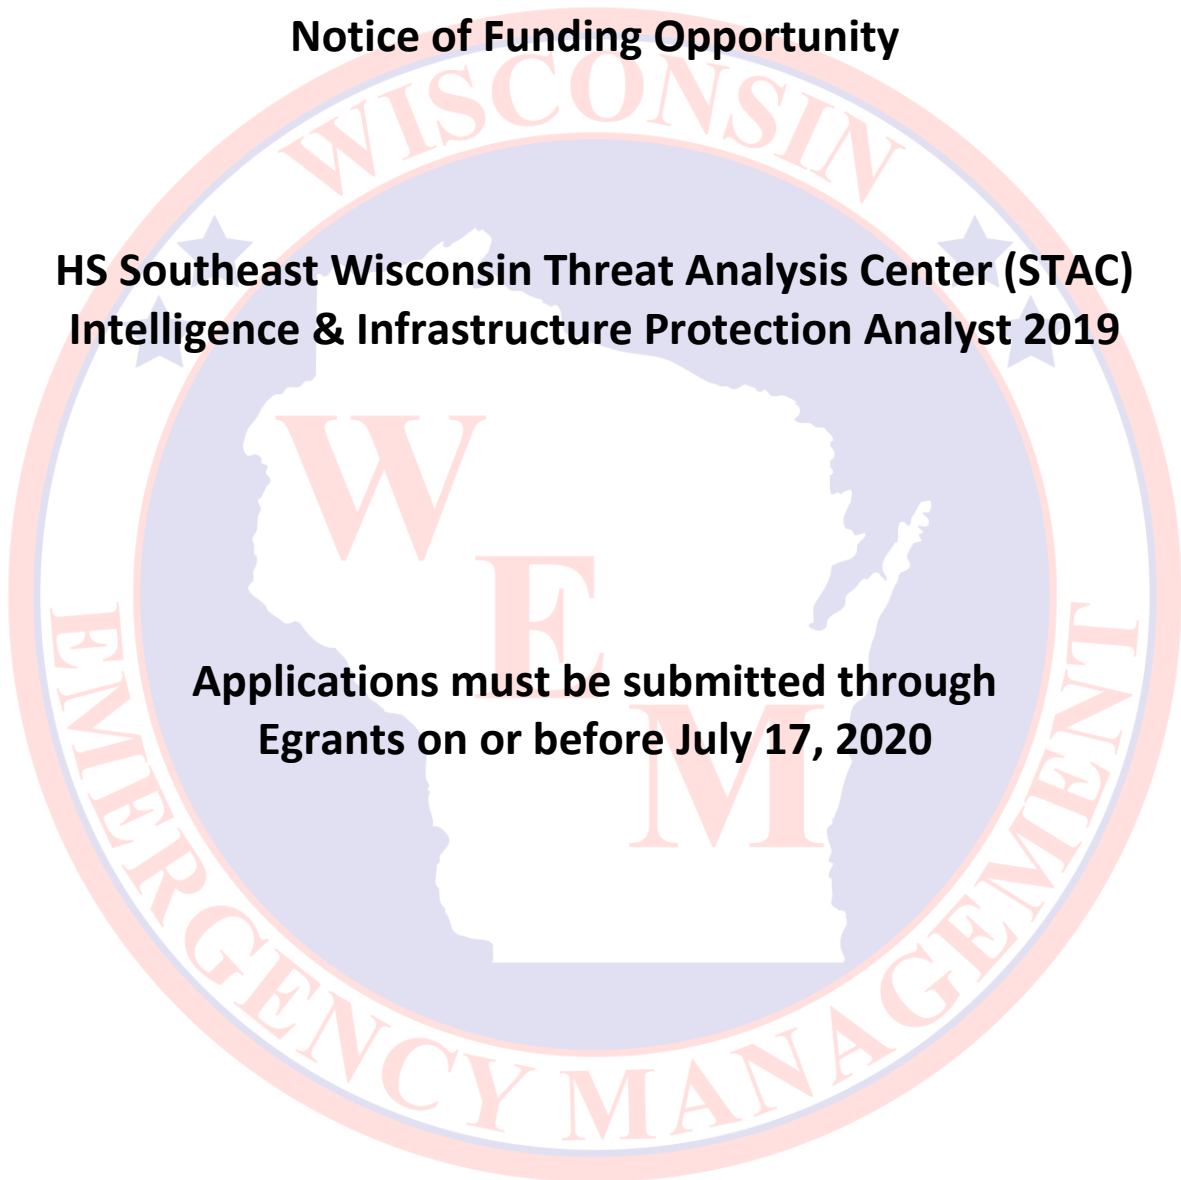 Notice of Funding Opportunity
WISCONSIN
HS Southeast Wisconsin Threat Analysis Center (STAC)
Intelligence & Infrastructure Protection Analyst 2019
W
E
M
Applications must be submitted through
Egrants on or before July 17, 2020
EMERGENCY MANAGEMENT